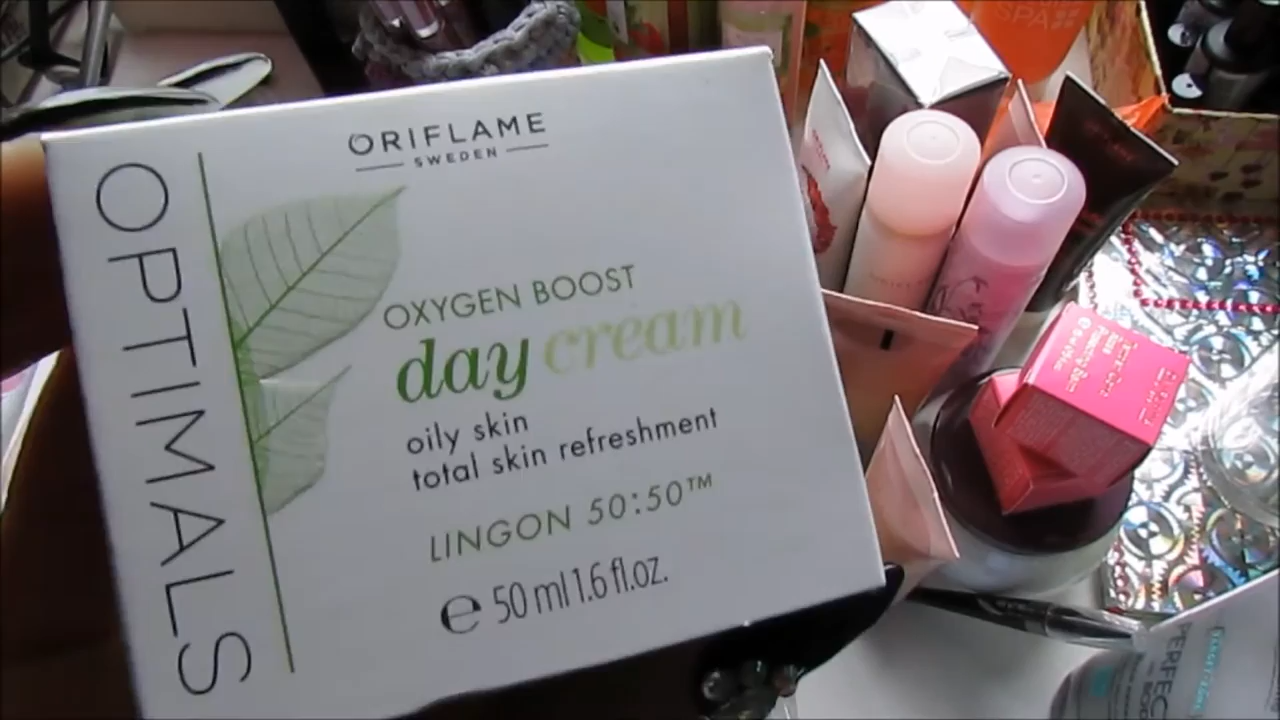 ORIFLAME
SWEDEN
OPTIMALS
OXYGEN BOOST
day cream
oily skin
total skin refreshment
LINGON 50:50™
e 50 ml 1.6 fl.oz.
SPA
PERFEC